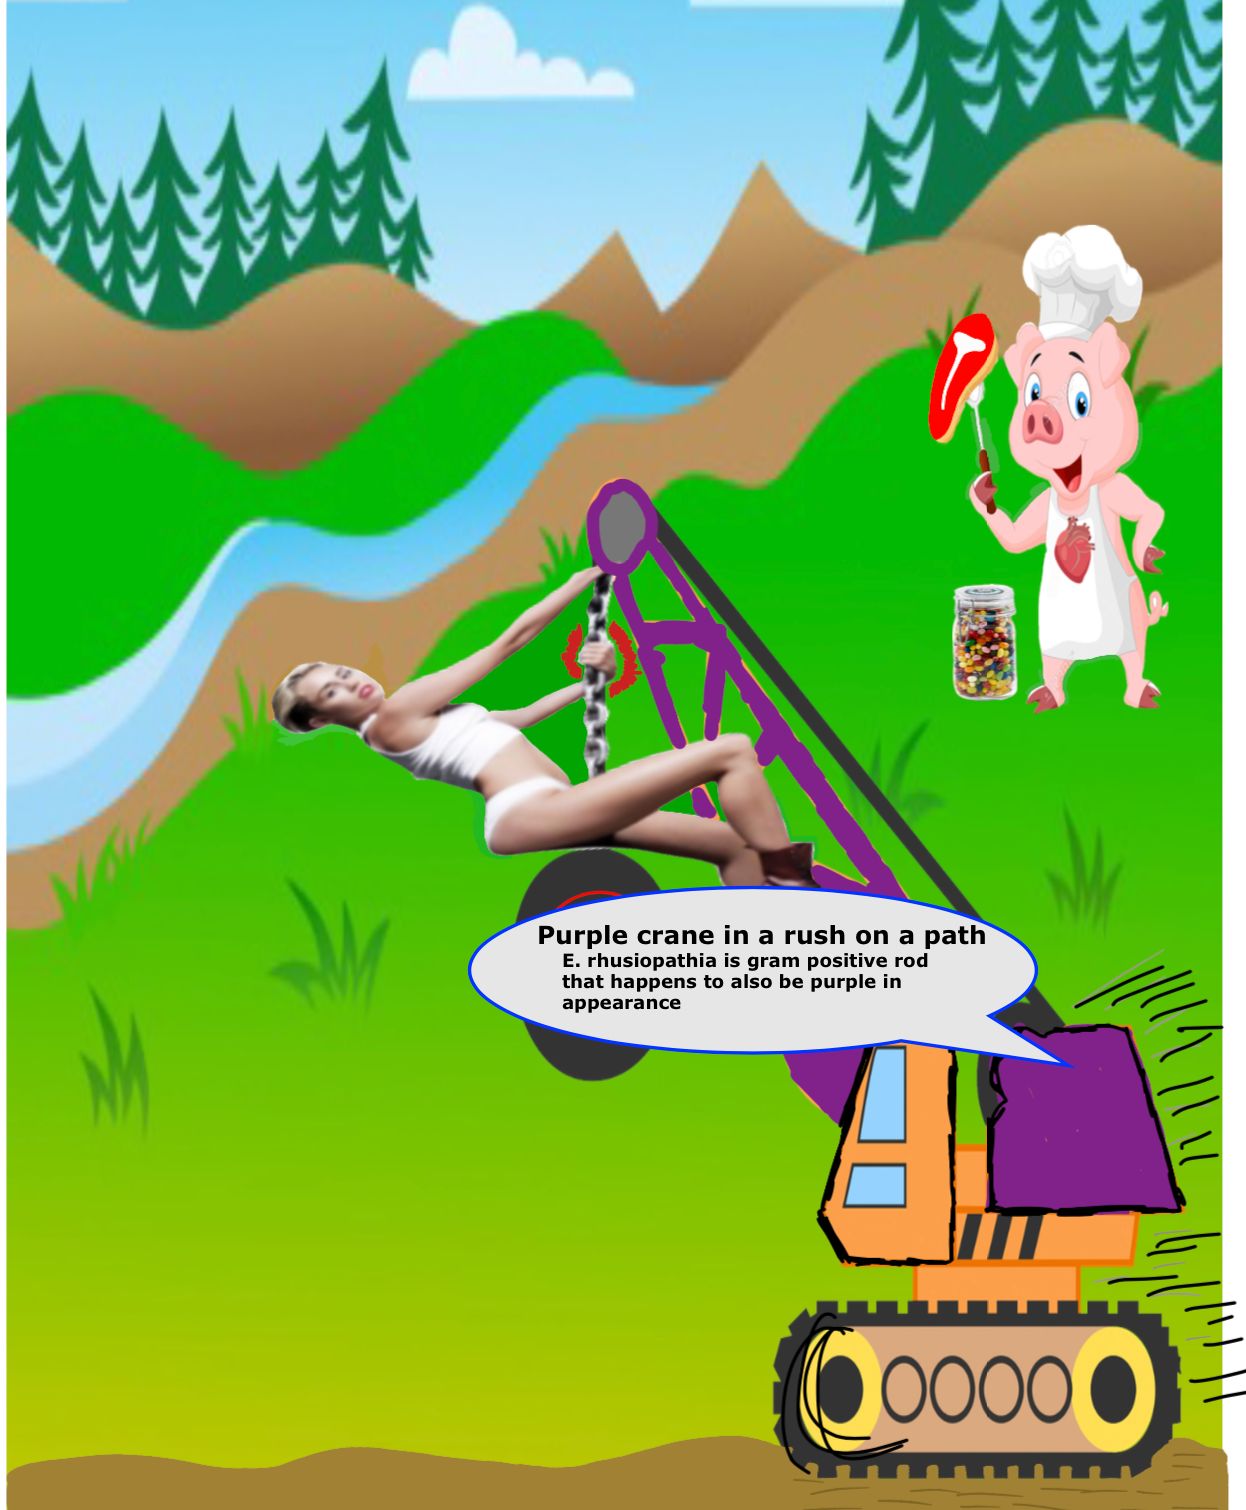 Purple crane in a rush on a path
E. rhusiopathia is gram positive rod
that happens to also be purple in
appearance